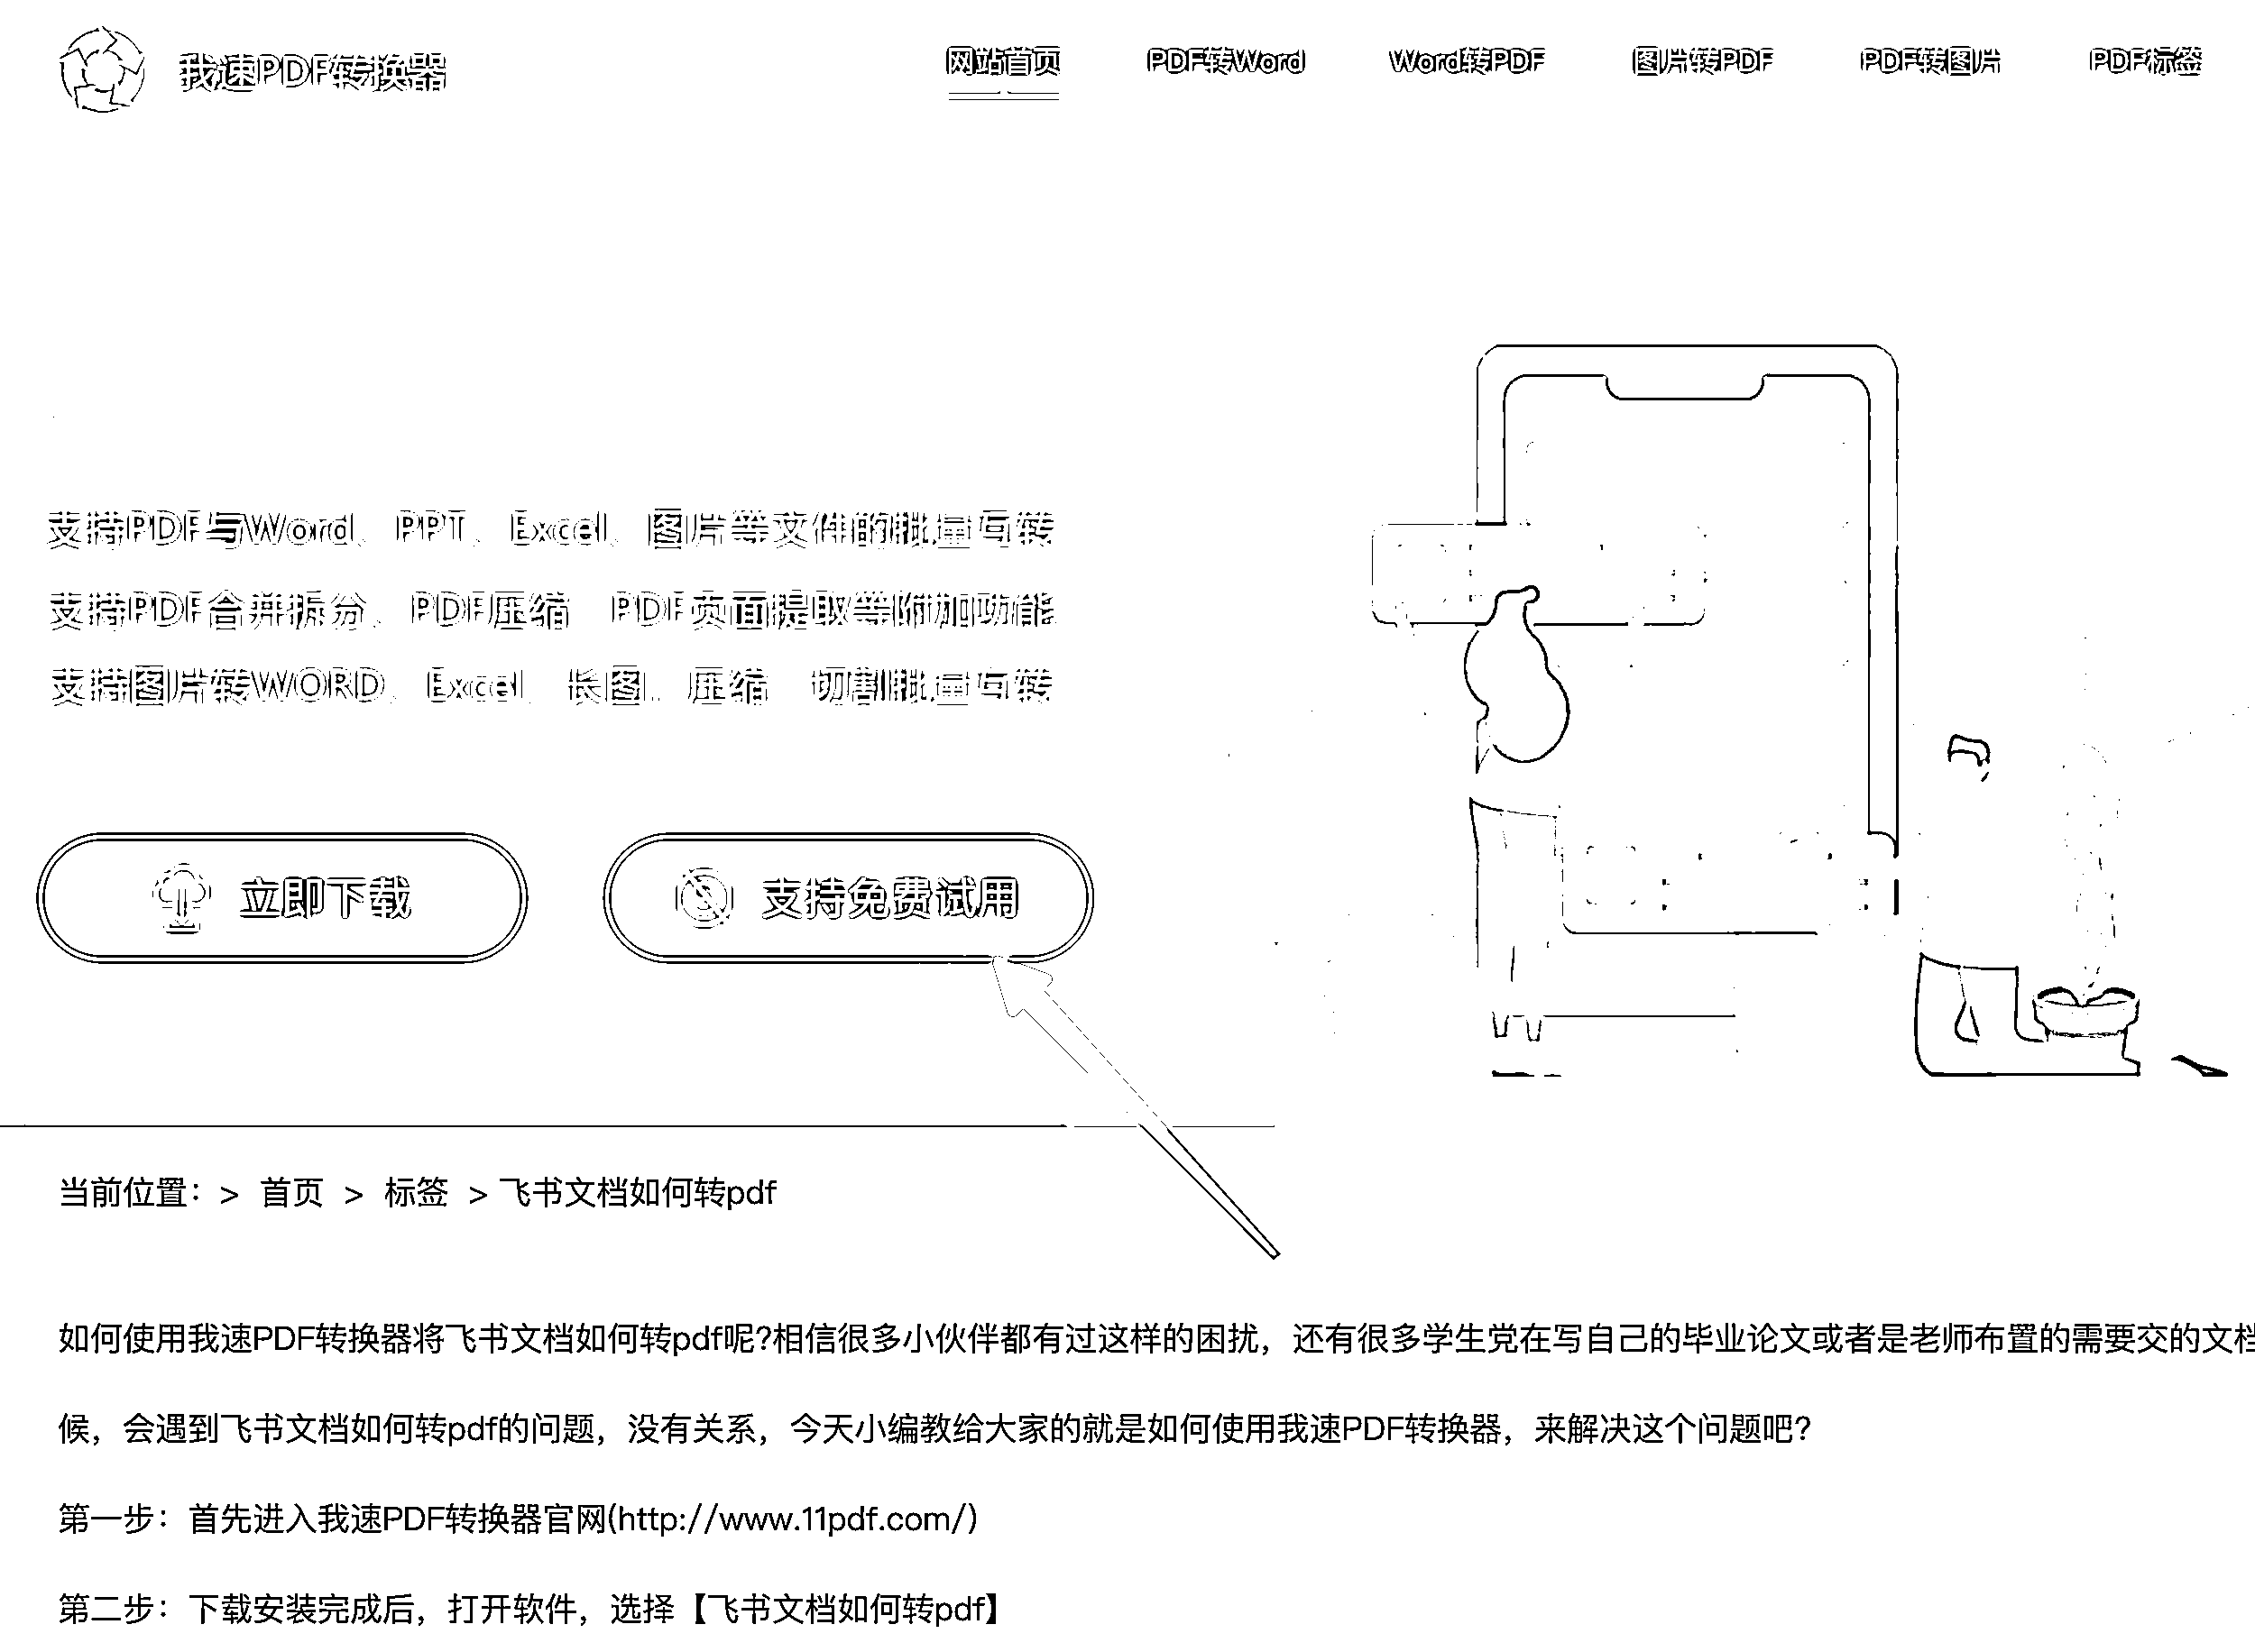 我速PDF转换器
网站首页 PDF转Word Word转PDF 图片转PDF PDF转图片 PDF标签
支持PDF与Word、PPT、Excel、图片等文件的批量互转
支持PDF合并拆分、PDF压缩 PDF页面提取等附加功能
支持图片转WORD、Excel 长图、压缩 切割批量互转
立即下载 支持免费试用
当前位置：> 首页 > 标签 > 飞书文档如何转pdf
如何使用我速PDF转换器将飞书文档如何转pdf呢?相信很多小伙伴都有过这样的困扰，还有很多学生党在写自己的毕业论文或者是老师布置的需要交的文档
候，会遇到飞书文档如何转pdf的问题，没有关系，今天小编教给大家的就是如何使用我速PDF转换器，来解决这个问题吧?
第一步：首先进入我速PDF转换器官网(http://www.11pdf.com/)
第二步：下载安装完成后，打开软件，选择【飞书文档如何转pdf】